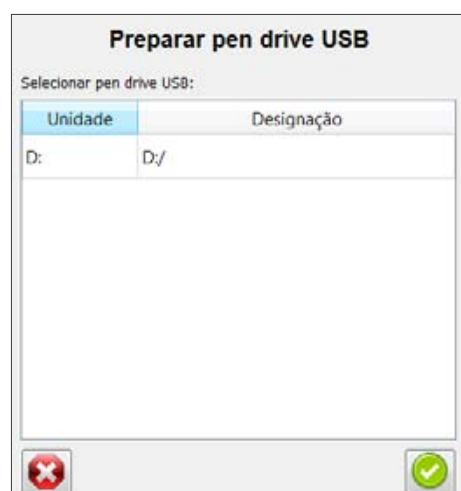 Preparar pen drive USB
Selecionar pen drive USB:
Unidade Designação
D: D:/